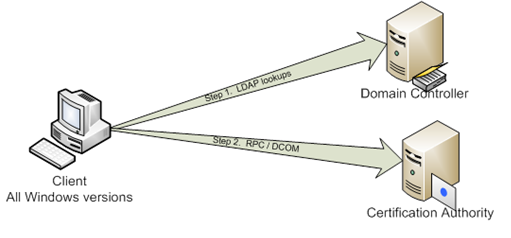 Step 1. LDAP lookups
Domain Controller
Step 2. RPC / DCOM
Client
All Windows versions
Certification Authority